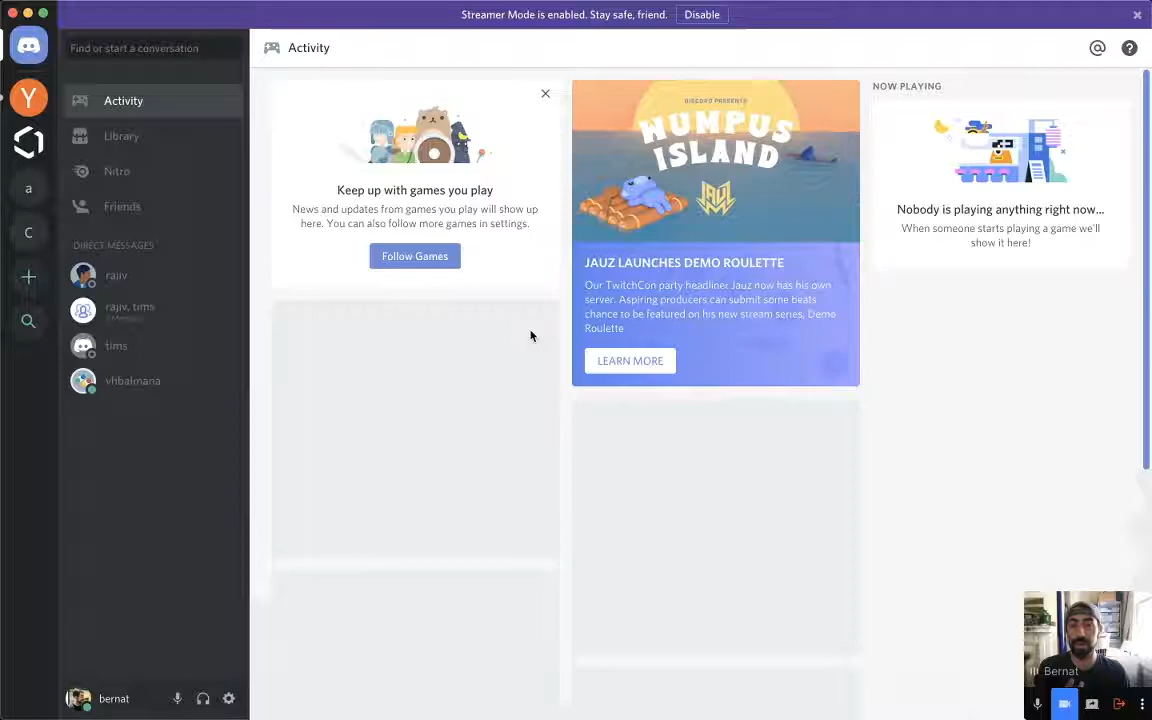 Streamer Mode is enabled. Stay safe, friend.
Disable
Find or start a conversation
Activity
Activity
Library
Nitro
Friends
DIRECT MESSAGES
rajiv
rajiv, tims
tims
vhbalmana
Y
a
C
bernat
Keep up with games you play
News and updates from games you play will show up
here. You can also follow more games in settings.
Follow Games
DISCORD PRESENTS
WUMPUS
ISLAND
JAUZ
JAUZ LAUNCHES DEMO ROULETTE
Our TwitchCon party headliner Jauz now has his own
server. Aspiring producers can submit some beats
chance to be featured on his new stream series, Demo
Roulette
LEARN MORE
NOW PLAYING
Nobody is playing anything right now...
When someone starts playing a game we'll
show it here!
Bernat